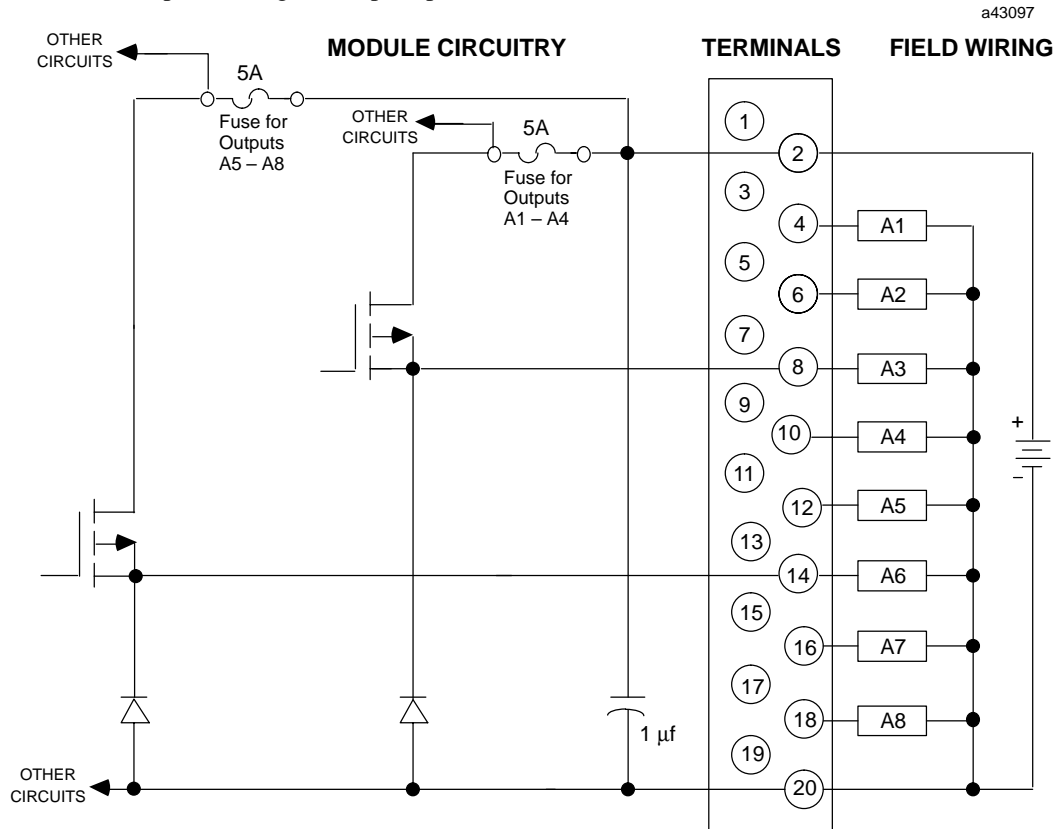 a43097
OTHER
CIRCUITS
MODULE CIRCUITRY
TERMINALS
FIELD WIRING
5A
Fuse for
Outputs
A5 – A8
OTHER
CIRCUITS
5A
Fuse for
Outputs
A1 – A4
1
2
3
4
A1
5
6
A2
7
8
A3
9
10
A4
+
–
11
12
A5
13
14
A6
15
16
A7
17
18
A8
1 μf
19
20
OTHER
CIRCUITS